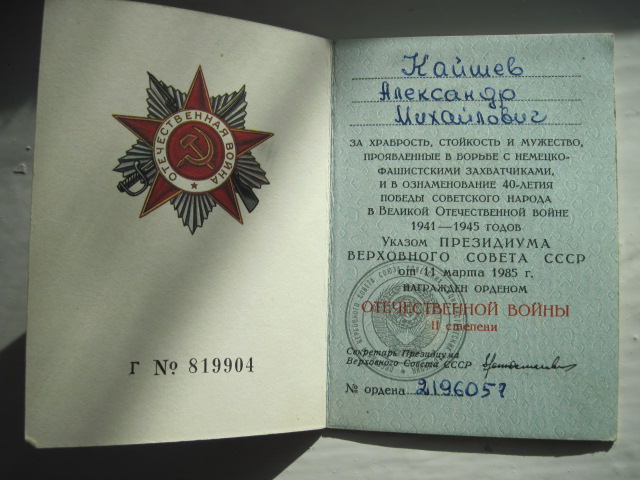 ОТЕЧЕСТВЕННАЯ ВОЙНА
Г № 819904
Кайшев
Александр
Михайлович
ЗА ХРАБРОСТЬ, СТОЙКОСТЬ И МУЖЕСТВО,
ПРОЯВЛЕННЫЕ В БОРЬБЕ С НЕМЕЦКО-
ФАШИСТСКИМИ ЗАХВАТЧИКАМИ,
И В ОЗНАМЕНОВАНИЕ 40-ЛЕТИЯ
ПОБЕДЫ СОВЕТСКОГО НАРОДА
В ВЕЛИКОЙ ОТЕЧЕСТВЕННОЙ ВОЙНЕ
1941—1945 ГОДОВ
УКАЗОМ ПРЕЗИДИУМА
ВЕРХОВНОГО СОВЕТА СССР
от 11 марта 1985 г.
НАГРАЖДЕН ОРДЕНОМ
ОТЕЧЕСТВЕННОЙ ВОЙНЫ
II степени
Секретарь Президиума
Верховного Совета СССР
№ ордена 2196057